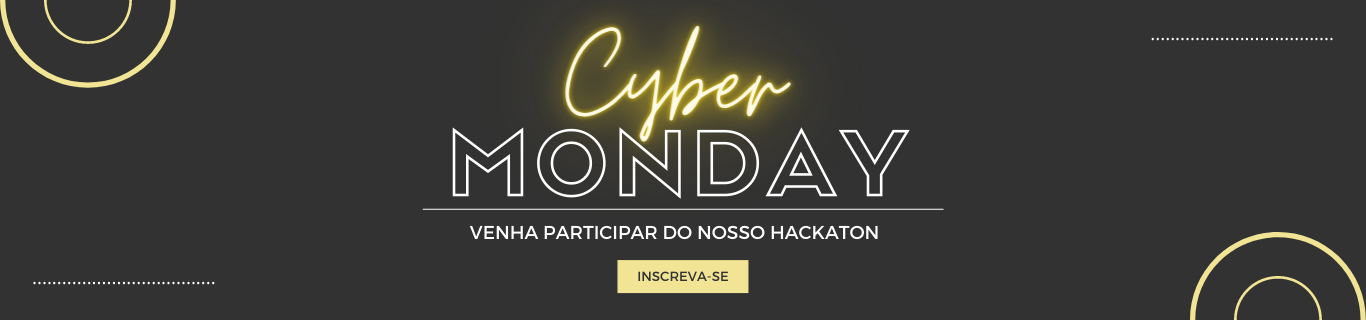 Cyber
MONDAY
VENHA PARTICIPAR DO NOSSO HACKATON
INSCREVA-SE